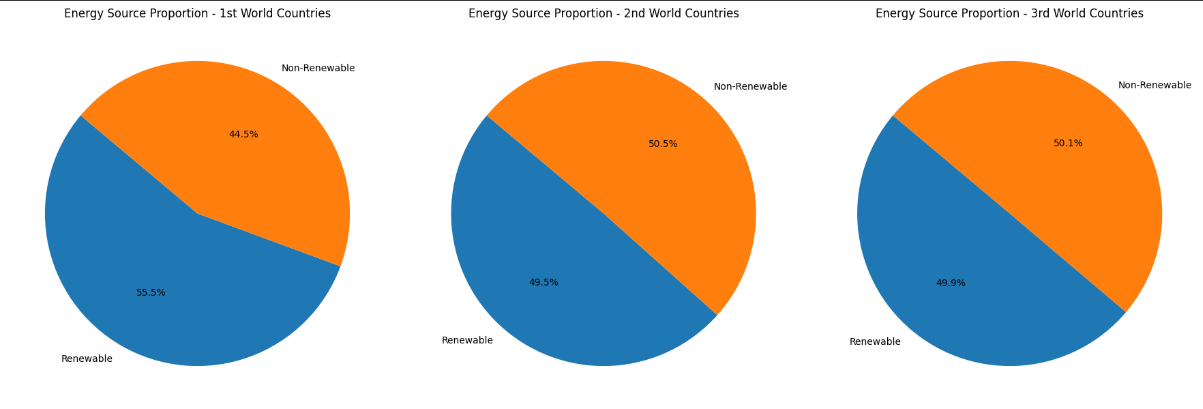 Energy Source Proportion - 1st World Countries
Non-Renewable
44.5%
55.5%
Renewable
Energy Source Proportion - 2nd World Countries
Non-Renewable
50.5%
49.5%
Renewable
Energy Source Proportion - 3rd World Countries
Non-Renewable
50.1%
49.9%
Renewable